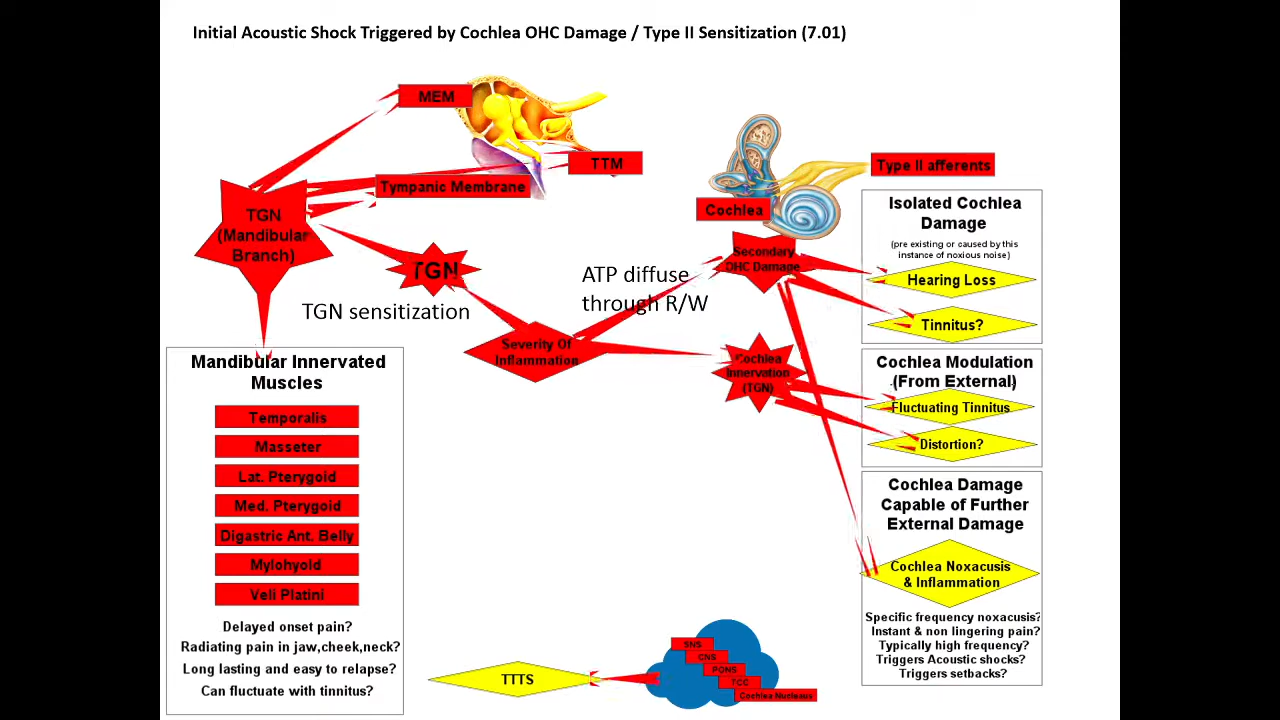 Initial Acoustic Shock Triggered by Cochlea OHC Damage / Type II Sensitization (7.01)
MEM
TTM
Tympanic Membrane
TGN
(Mandibular
Branch)
TGN
TGN sensitization
Severity Of
Inflammation
ATP diffuse
through R/W
Type II afferents
Cochlea
Secondary
OHC Damage
Cochlea
Innervation
(TGN)
Isolated Cochlea
Damage
(pre existing or caused by this
instance of noxious noise)
Hearing Loss
Tinnitus?
Cochlea Modulation
(From External)
Fluctuating Tinnitus
Distortion?
Cochlea Damage
Capable of Further
External Damage
Cochlea Noxacusis
& Inflammation
Specific frequency noxacusis?
Instant & non lingering pain?
Typically high frequency?
Triggers Acoustic shocks?
Triggers setbacks?
Mandibular Innervated
Muscles
Temporalis
Masseter
Lat. Pterygoid
Med. Pterygoid
Digastric Ant. Belly
Mylohyoid
Veli Platini
Delayed onset pain?
Radiating pain in jaw,cheek,neck?
Long lasting and easy to relapse?
Can fluctuate with tinnitus?
TTTS
SNS
CNS
PONS
TCC
Cochlea Nucleaus